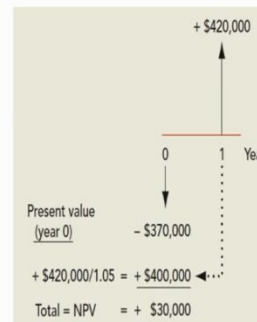 + $420,000
0 1
Present value
(year 0) – $370,000
+ $420,000/1.05 = + $400,000
Total = NPV = + $30,000